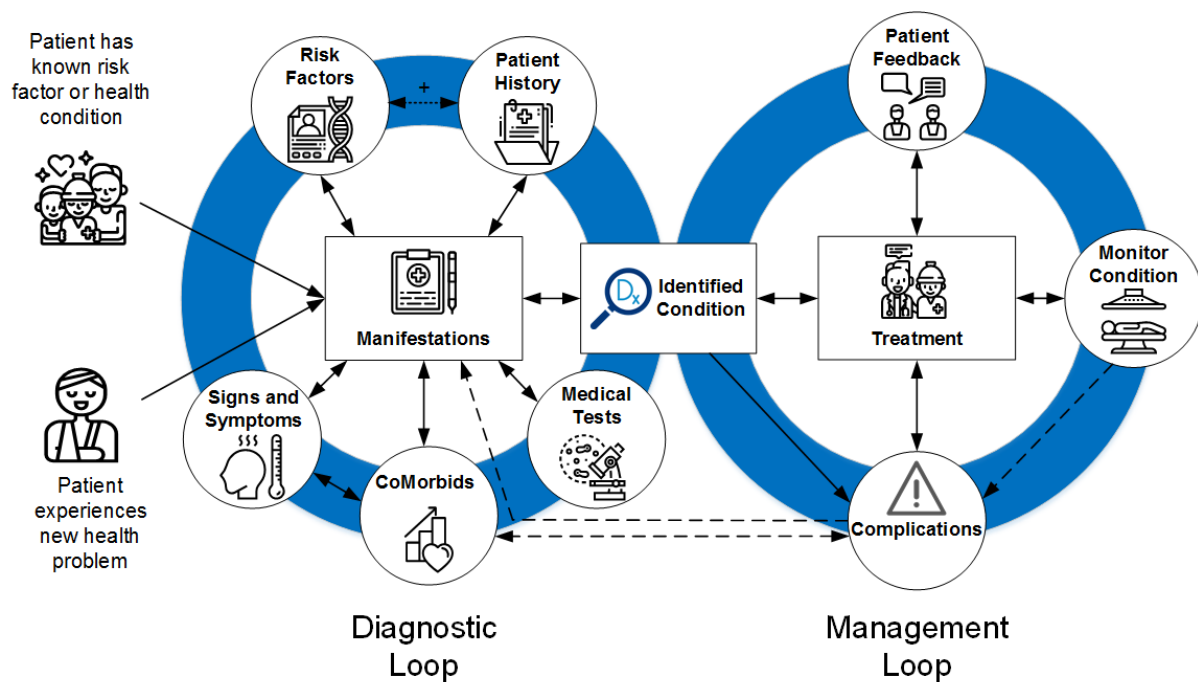 Patient has
known risk
factor or health
condition
Risk
Factors
+
Patient
History
Manifestations
Signs and
Symptoms
CoMorbids
Medical
Tests
Patient
experiences
new health
problem
Diagnostic
Loop
Dx
Identified
Condition
Patient
Feedback
Treatment
Monitor
Condition
Complications
Management
Loop